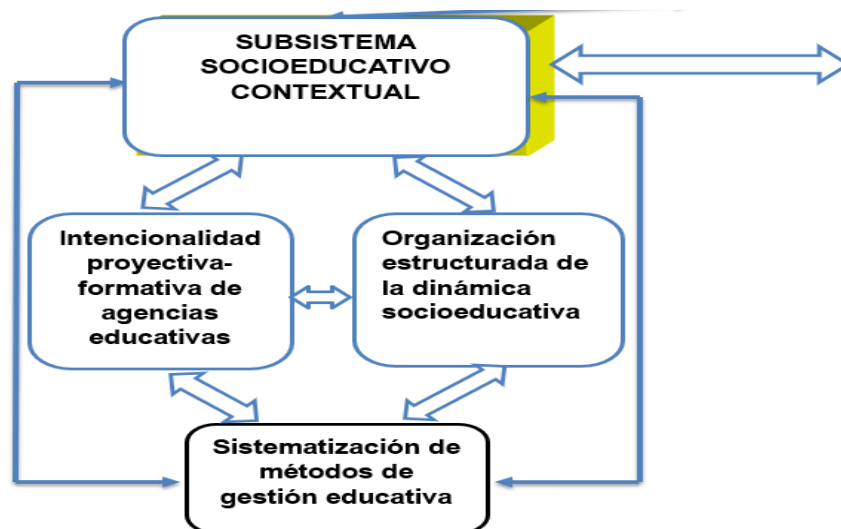 SUBSISTEMA
SOCIOEDUCATIVO
CONTEXTUAL
Intencionalidad
proyectiva-
formativa de
agencias
educativas
Organización
estructurada de
la dinámica
socioeducativa
Sistematización de
métodos de
gestión educativa